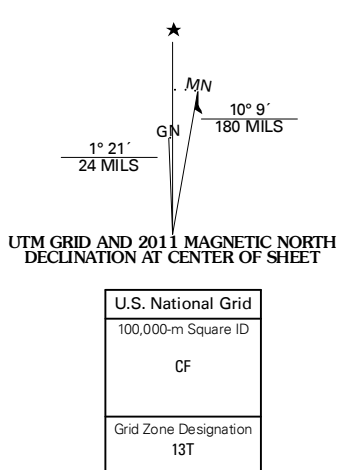 ★
MN
GN
10° 9´
180 MILS
1° 21´
24 MILS
UTM GRID AND 2011 MAGNETIC NORTH
DECLINATION AT CENTER OF SHEET
U.S. National Grid
100,000-m Square ID
CF
Grid Zone Designation
13T